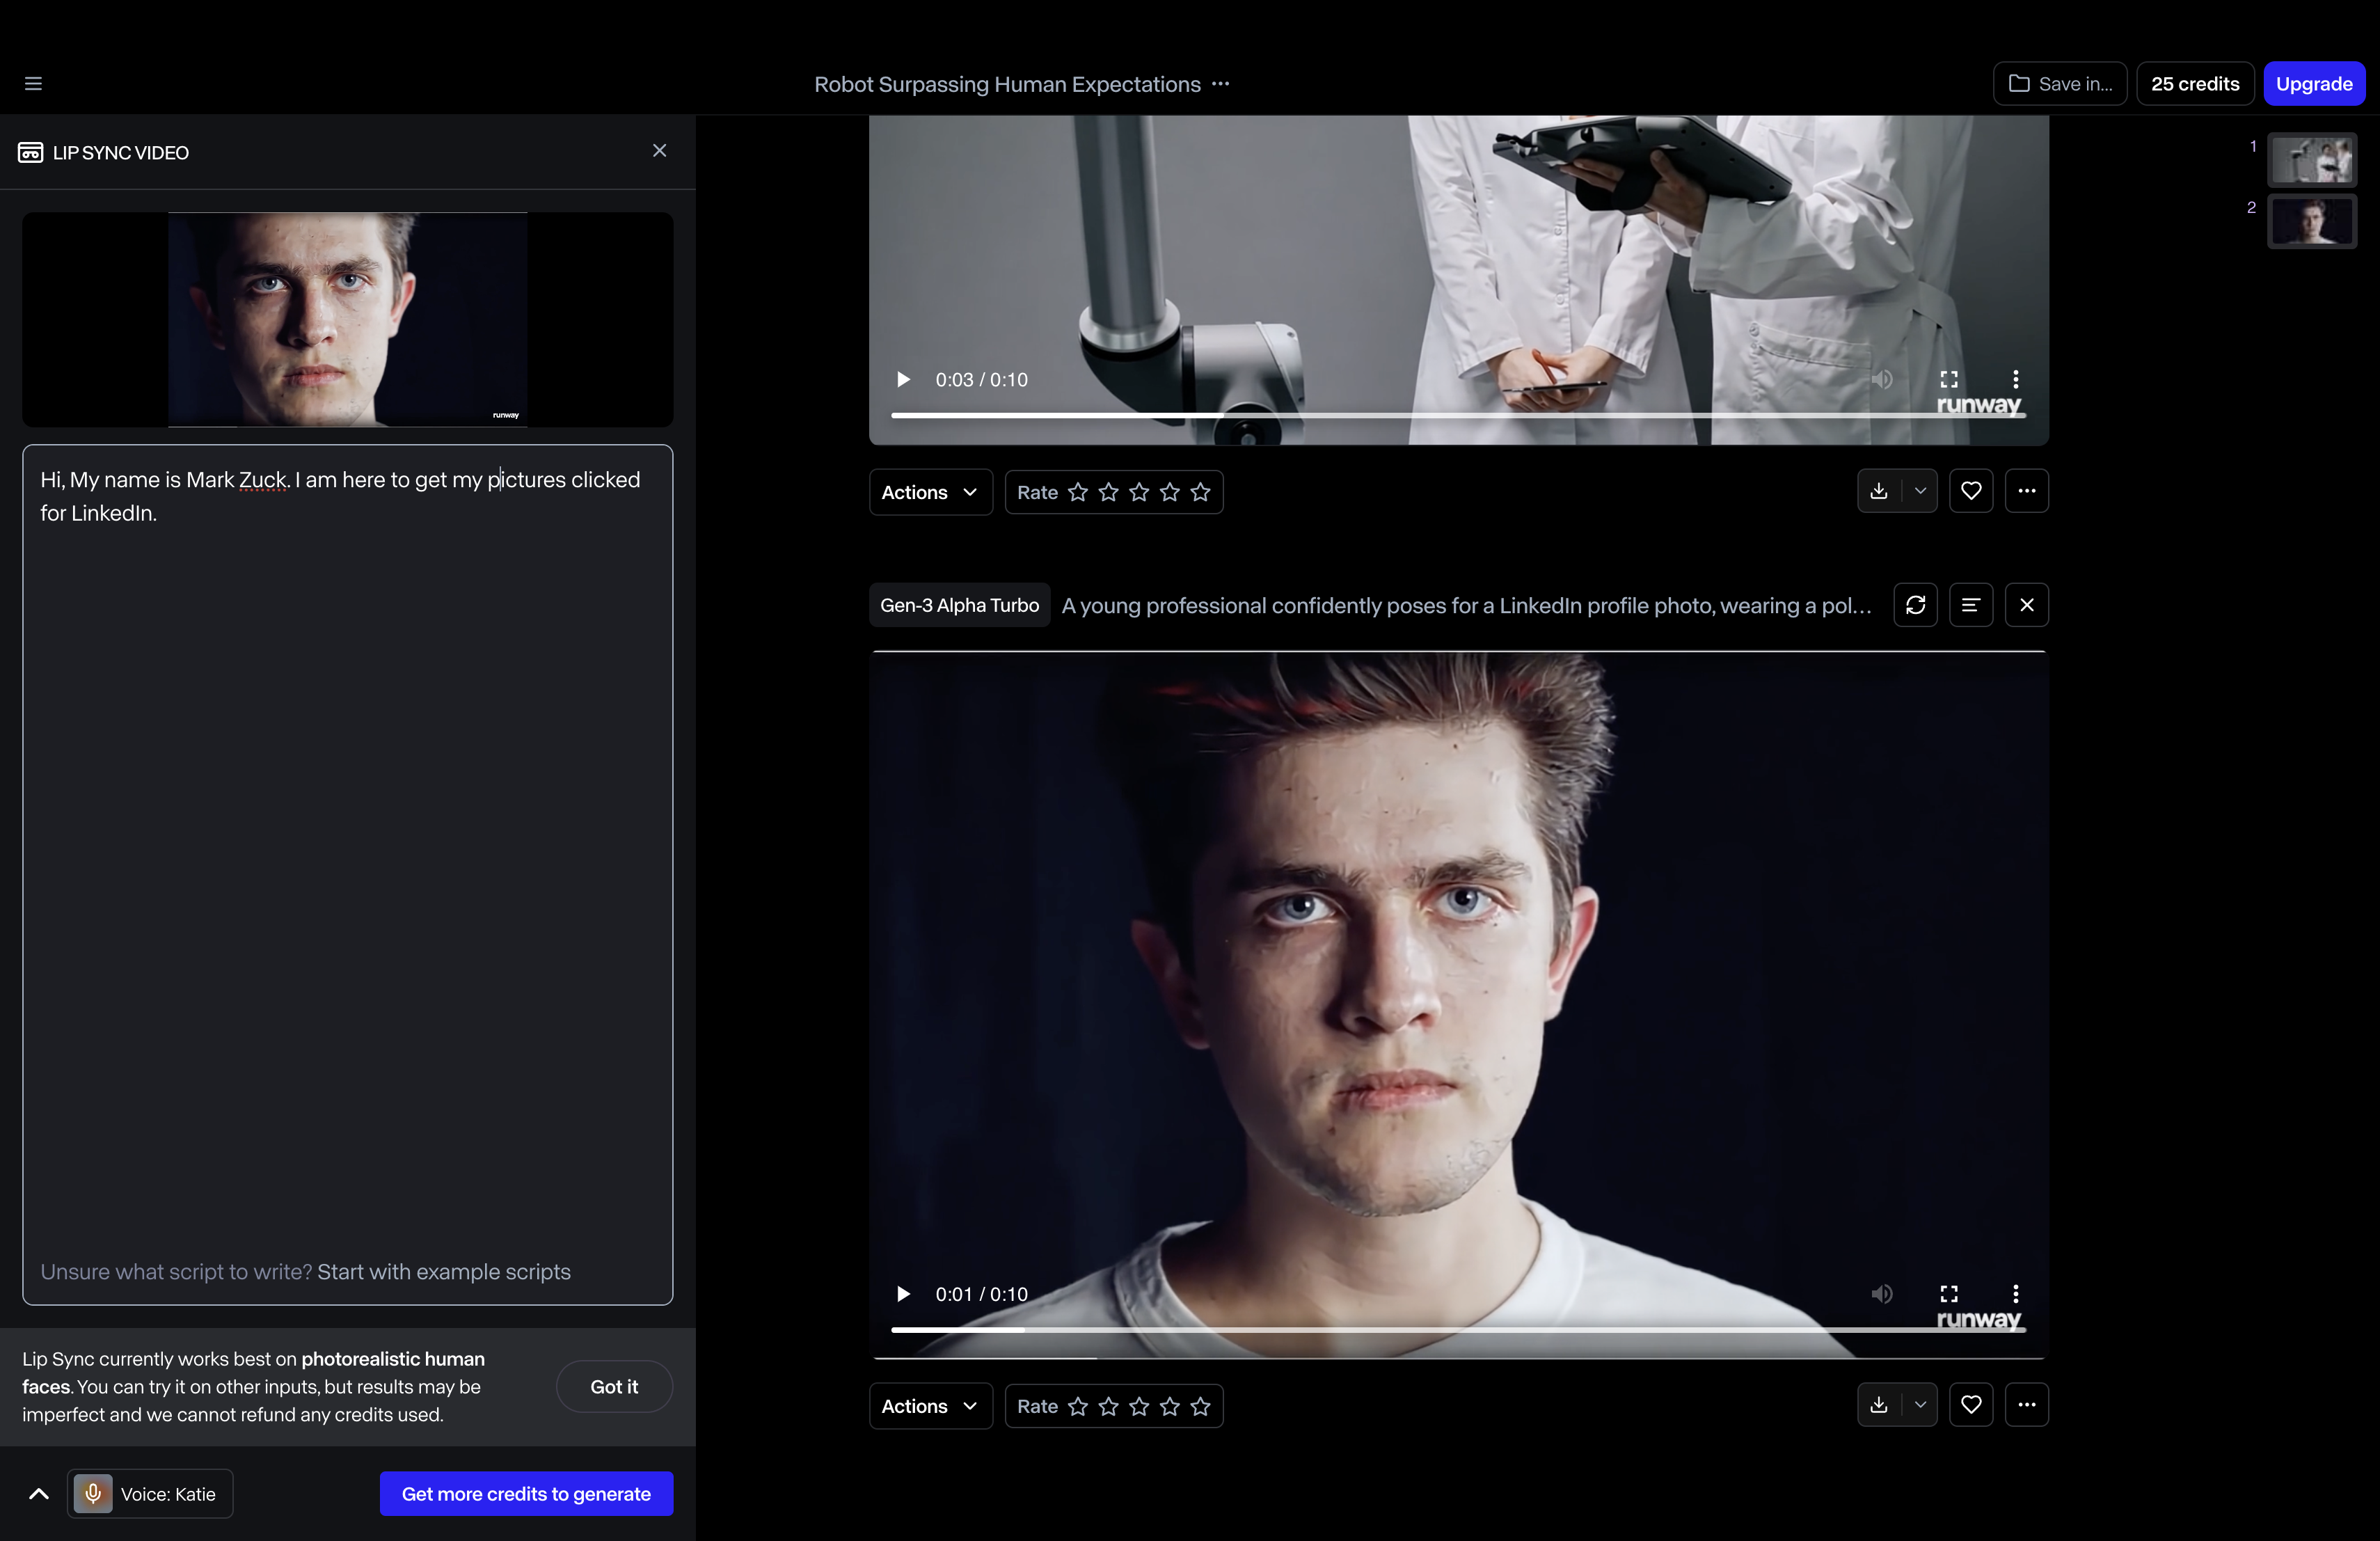 Robot Surpassing Human Expectations ···
Save in...
25 credits
Upgrade
LIP SYNC VIDEO
runway
Hi, My name is Mark Zuck. I am here to get my pictures clicked
for LinkedIn.
Unsure what script to write? Start with example scripts
Lip Sync currently works best on photorealistic human
faces. You can try it on other inputs, but results may be
imperfect and we cannot refund any credits used.
Got it
Voice: Katie
Get more credits to generate
0:03 / 0:10
runway
Actions
Rate
Gen-3 Alpha Turbo
A young professional confidently poses for a LinkedIn profile photo, wearing a pol...
0:01 / 0:10
runway
Actions
Rate
1
2